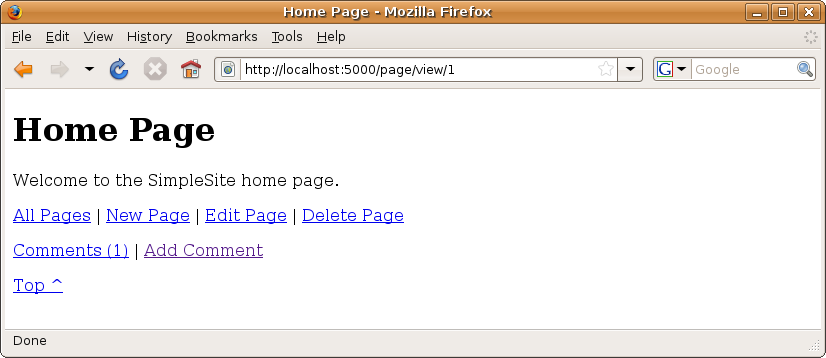 Home Page - Mozilla Firefox
File Edit View History Bookmarks Tools Help
http://localhost:5000/page/view/1 G Google
Home Page
Welcome to the SimpleSite home page.
All Pages | New Page | Edit Page | Delete Page
Comments (1) | Add Comment
Top ^
Done